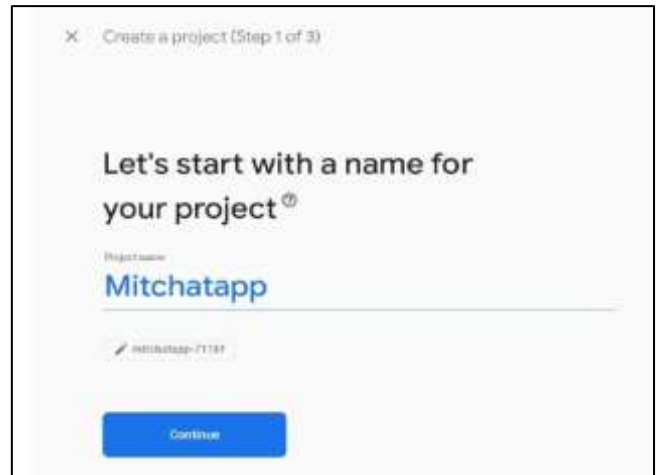 Create a project (Step 1 of 3)
Let's start with a name for
your project
Project name
Mitchatapp
Continue